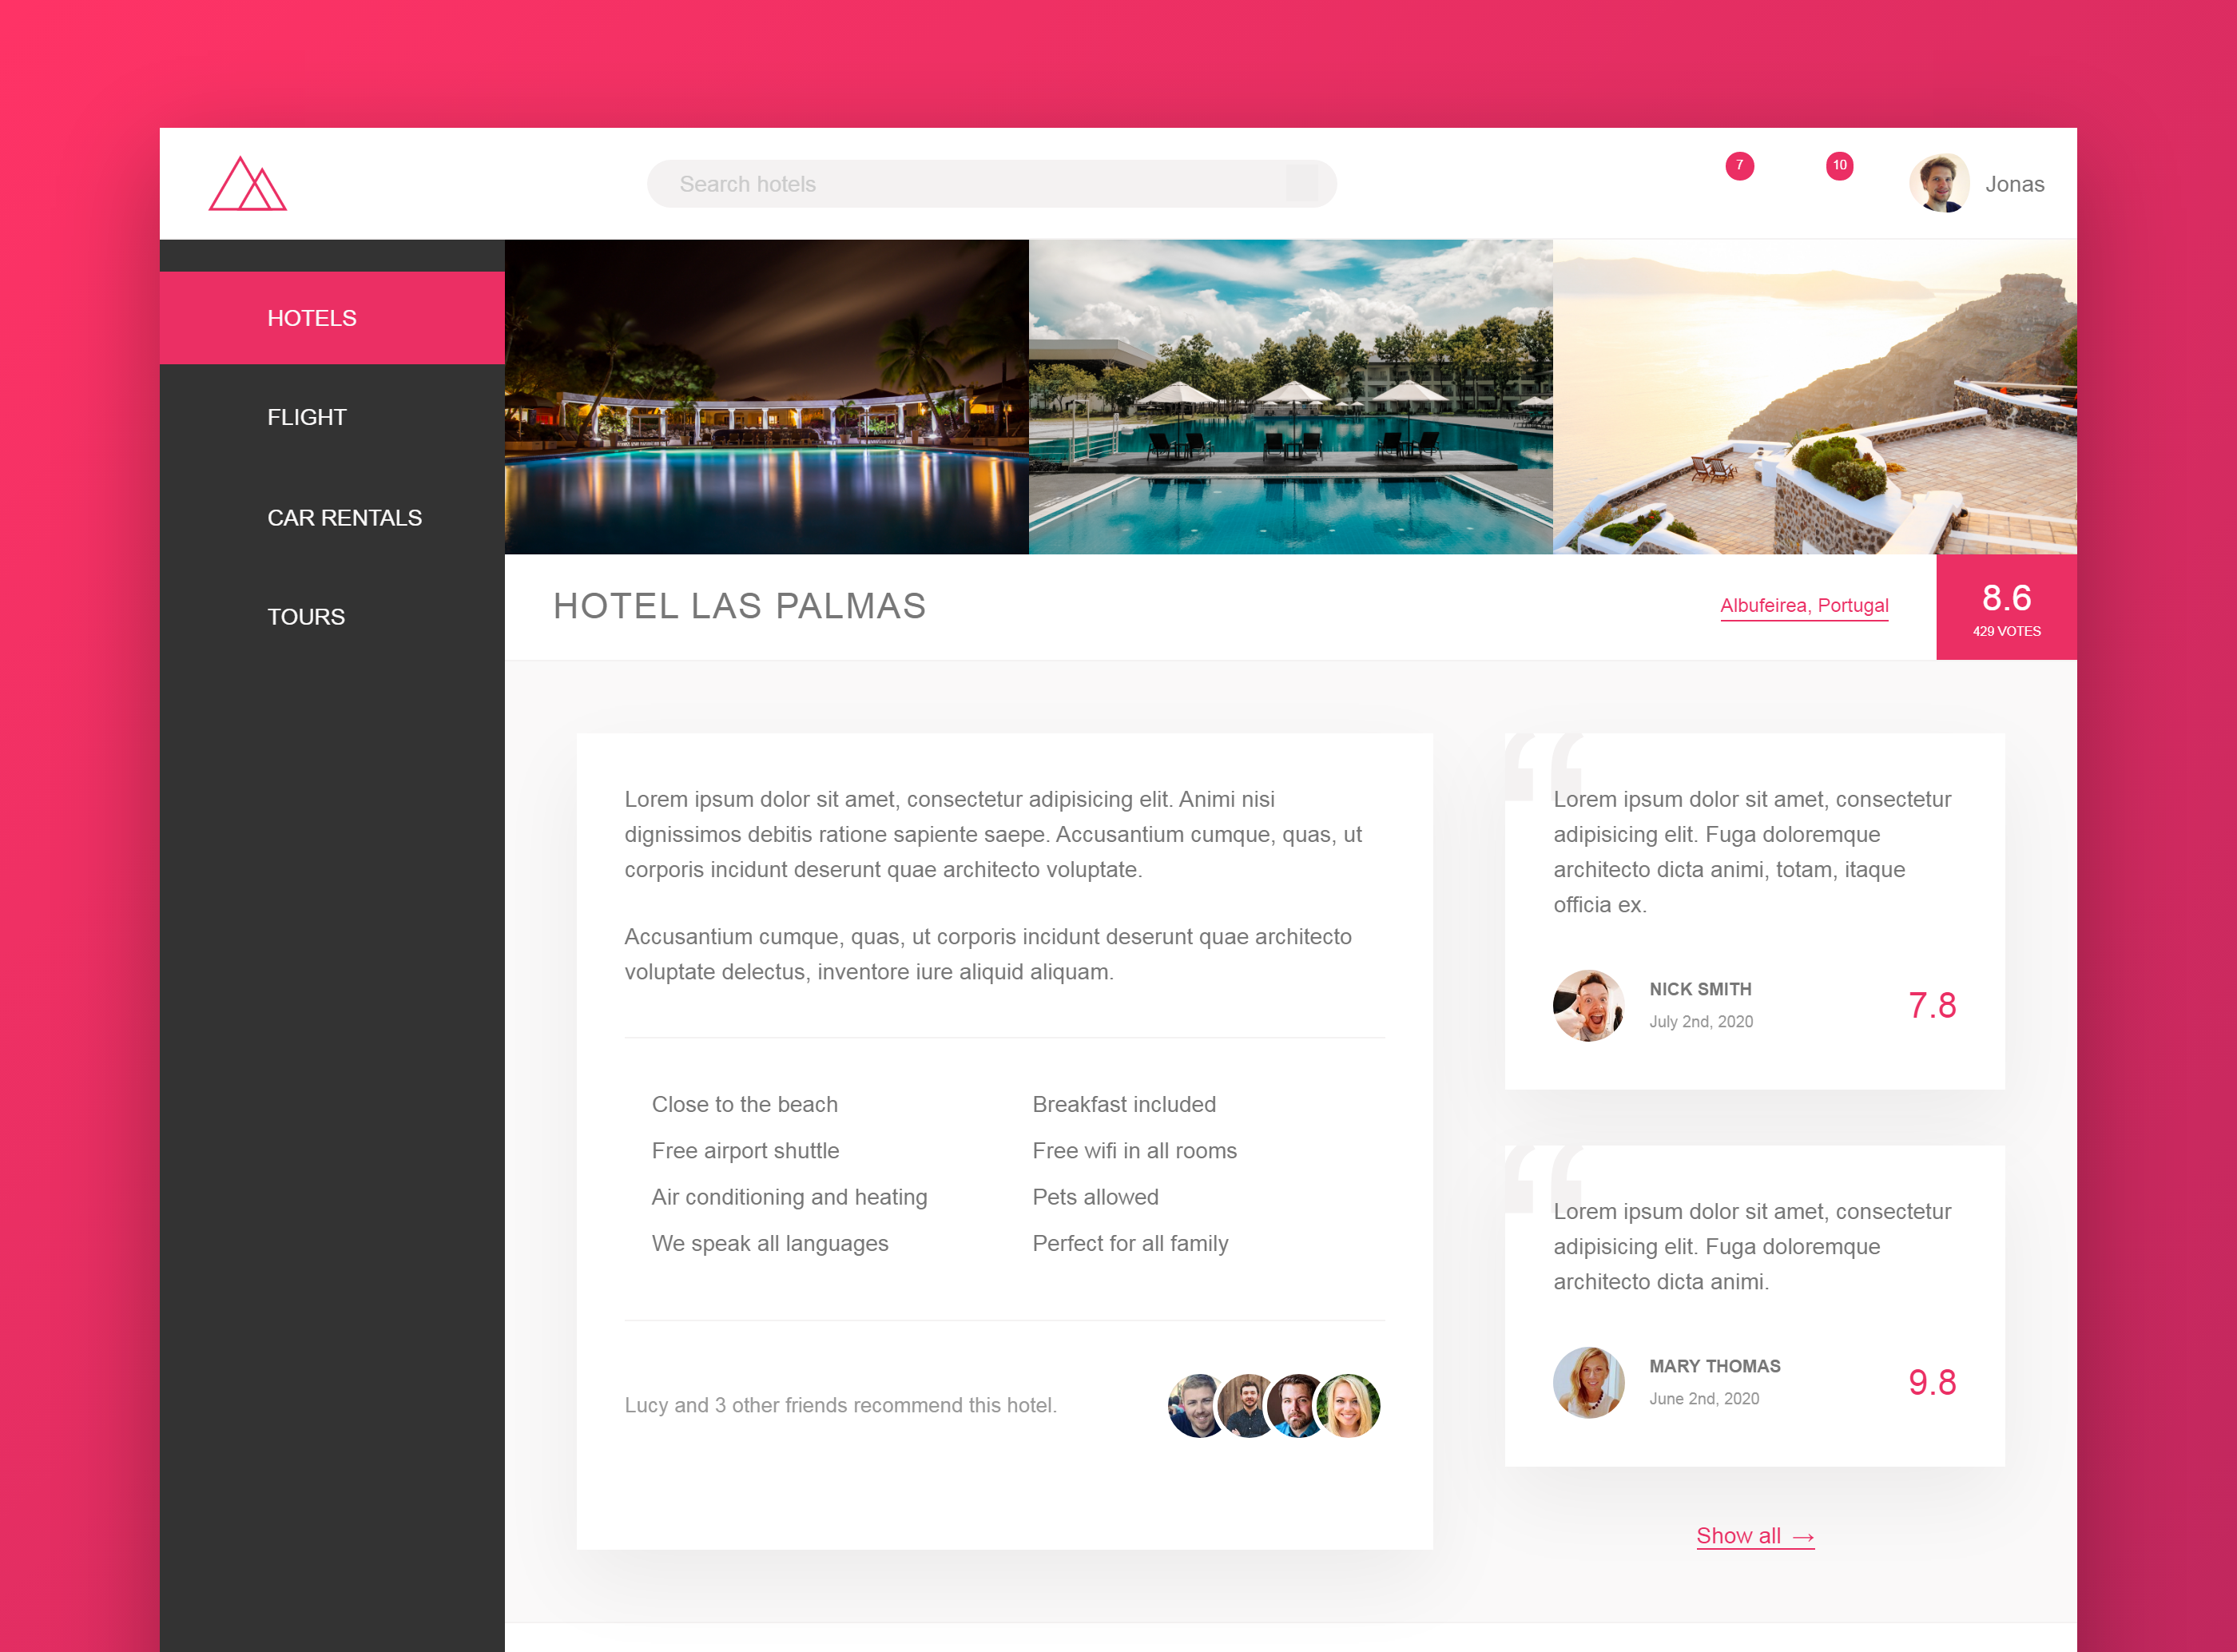 Search hotels
7
10
Jonas
HOTELS
FLIGHT
CAR RENTALS
TOURS
HOTEL LAS PALMAS
Albufeirea, Portugal
8.6
429 VOTES
Lorem ipsum dolor sit amet, consectetur adipisicing elit. Animi nisi
dignissimos debitis ratione sapiente saepe. Accusantium cumque, quas, ut
corporis incidunt deserunt quae architecto voluptate.
Accusantium cumque, quas, ut corporis incidunt deserunt quae architecto
voluptate delectus, inventore iure aliquid aliquam.
Close to the beach
Breakfast included
Free airport shuttle
Free wifi in all rooms
Air conditioning and heating
Pets allowed
We speak all languages
Perfect for all family
Lucy and 3 other friends recommend this hotel.
“
Lorem ipsum dolor sit amet, consectetur
adipisicing elit. Fuga doloremque
architecto dicta animi, totam, itaque
officia ex.
NICK SMITH
July 2nd, 2020
7.8
“
Lorem ipsum dolor sit amet, consectetur
adipisicing elit. Fuga doloremque
architecto dicta animi.
MARY THOMAS
June 2nd, 2020
9.8
Show all →